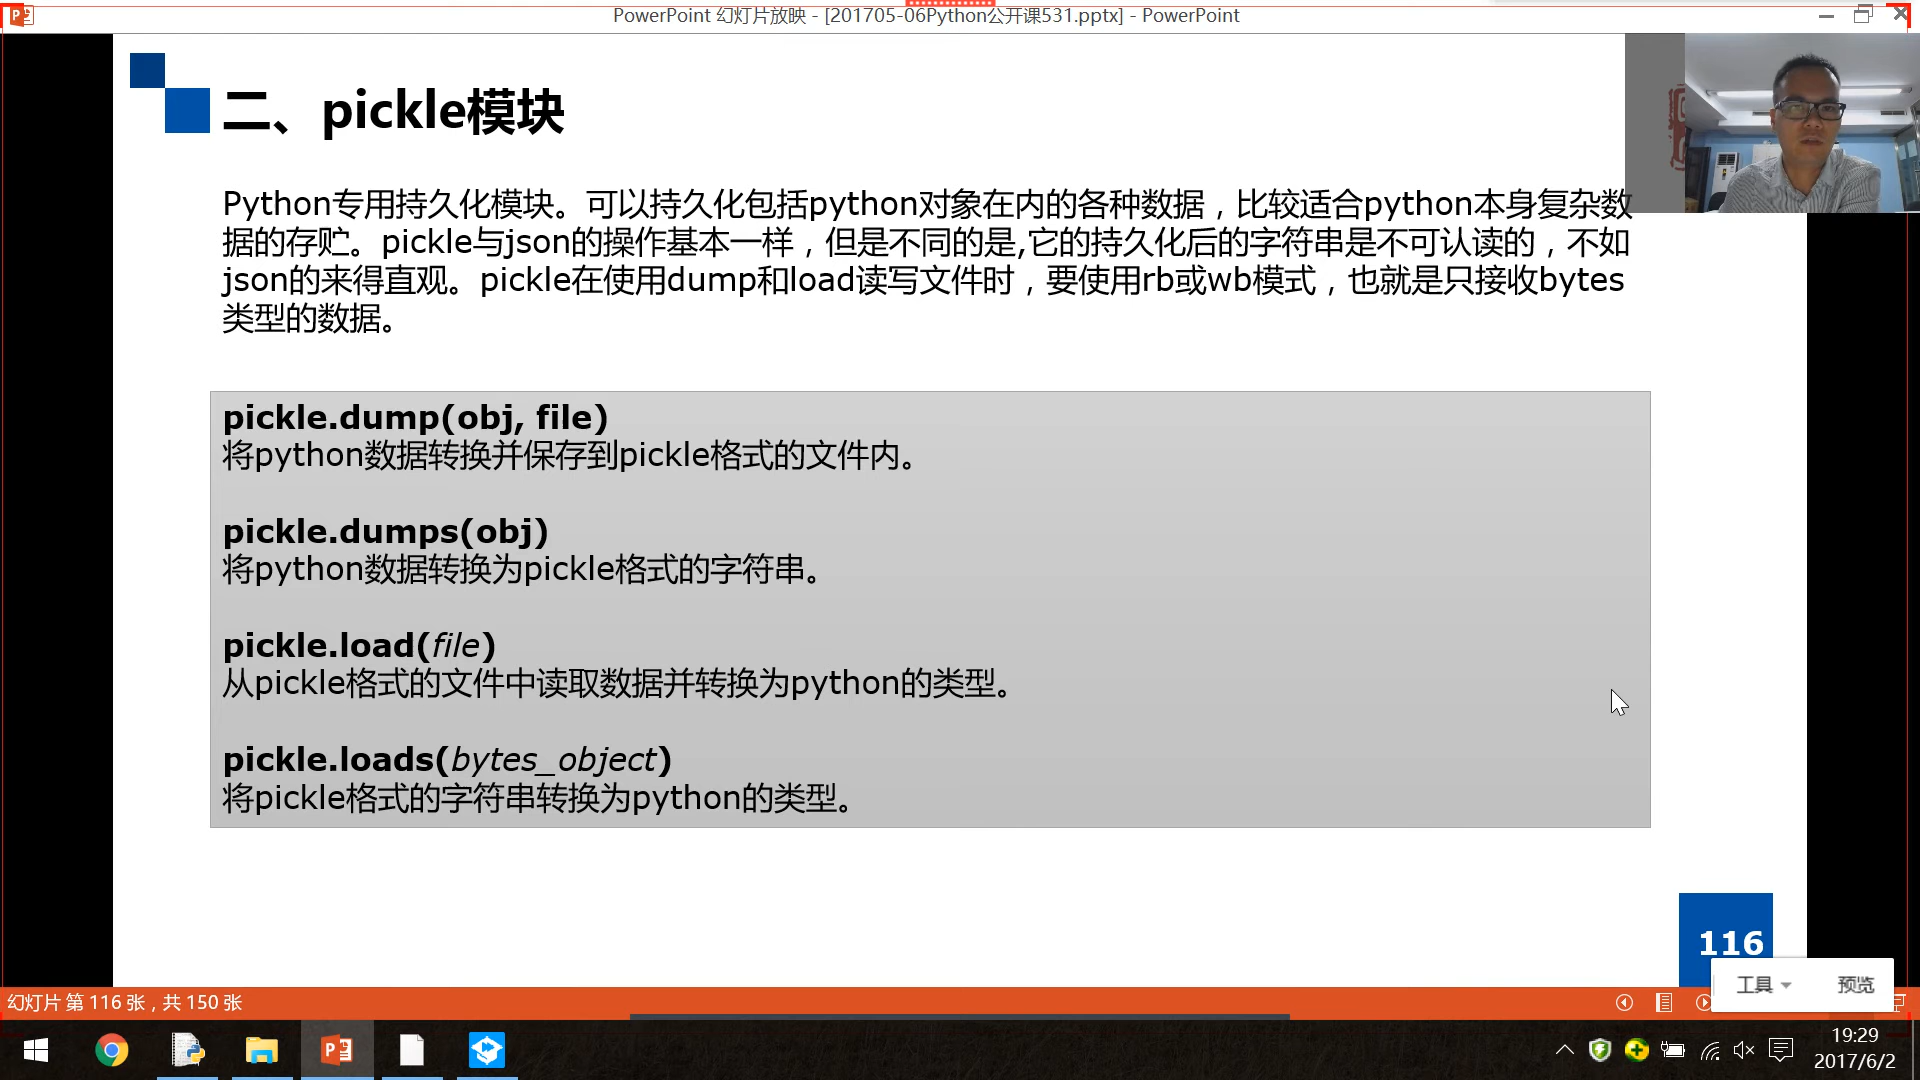 PowerPoint 幻灯片放映 - [201705-06Python公开课531.pptx] - PowerPoint
二、pickle模块
Python专用持久化模块。可以持久化包括python对象在内的各种数据，比较适合python本身复杂数
据的存贮。pickle与json的操作基本一样，但是不同的是,它的持久化后的字符串是不可认读的，不如
json的来得直观。pickle在使用dump和load读写文件时，要使用rb或wb模式，也就是只接收bytes
类型的数据。
pickle.dump(obj, file)
将python数据转换并保存到pickle格式的文件内。
pickle.dumps(obj)
将python数据转换为pickle格式的字符串。
pickle.load(file)
从pickle格式的文件中读取数据并转换为python的类型。
pickle.loads(bytes_object)
将pickle格式的字符串转换为python的类型。
116
工具 预览
幻灯片 第 116 张，共 150 张
19:29
2017/6/2